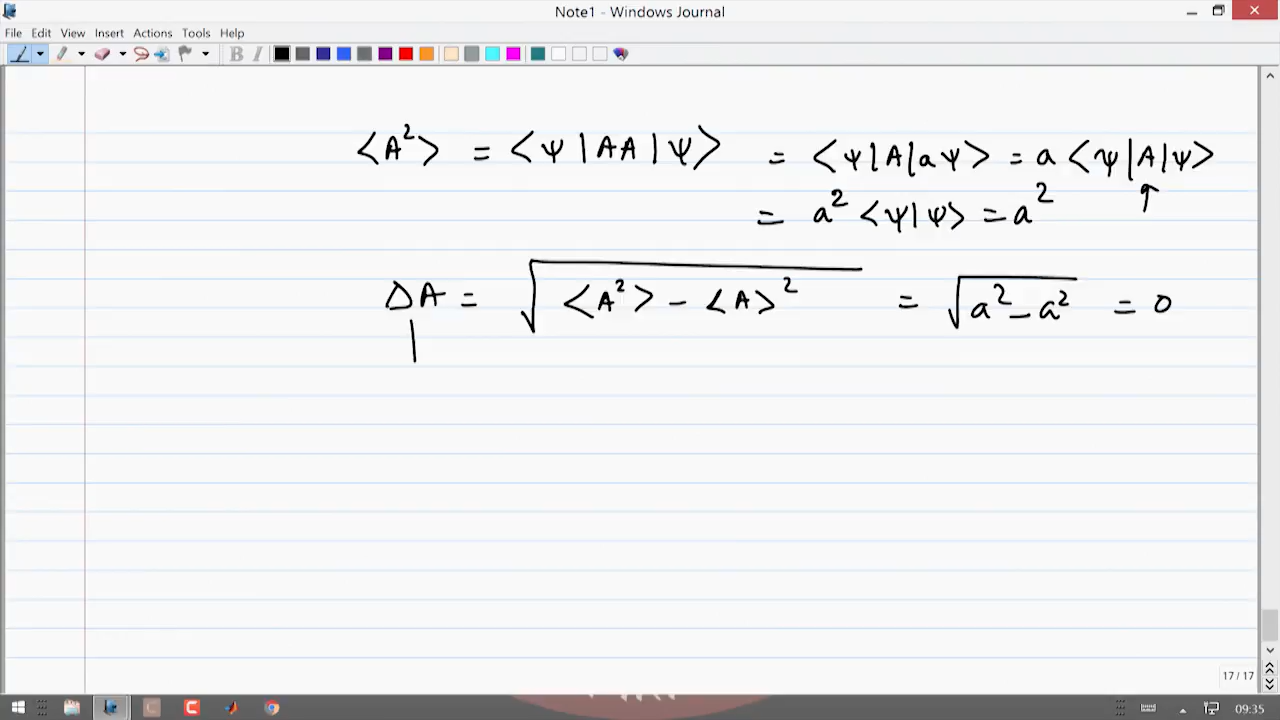 Note1 - Windows Journal
File Edit View Insert Actions Tools Help
B I
<A²> = <ψ|AA|ψ> = <ψ|A|aψ> = a<ψ|A|ψ>
= a²<ψ|ψ> = a²
ΔA = √(<A²> - <A>²) = √(a² - a²) = 0
17 / 17
09:35